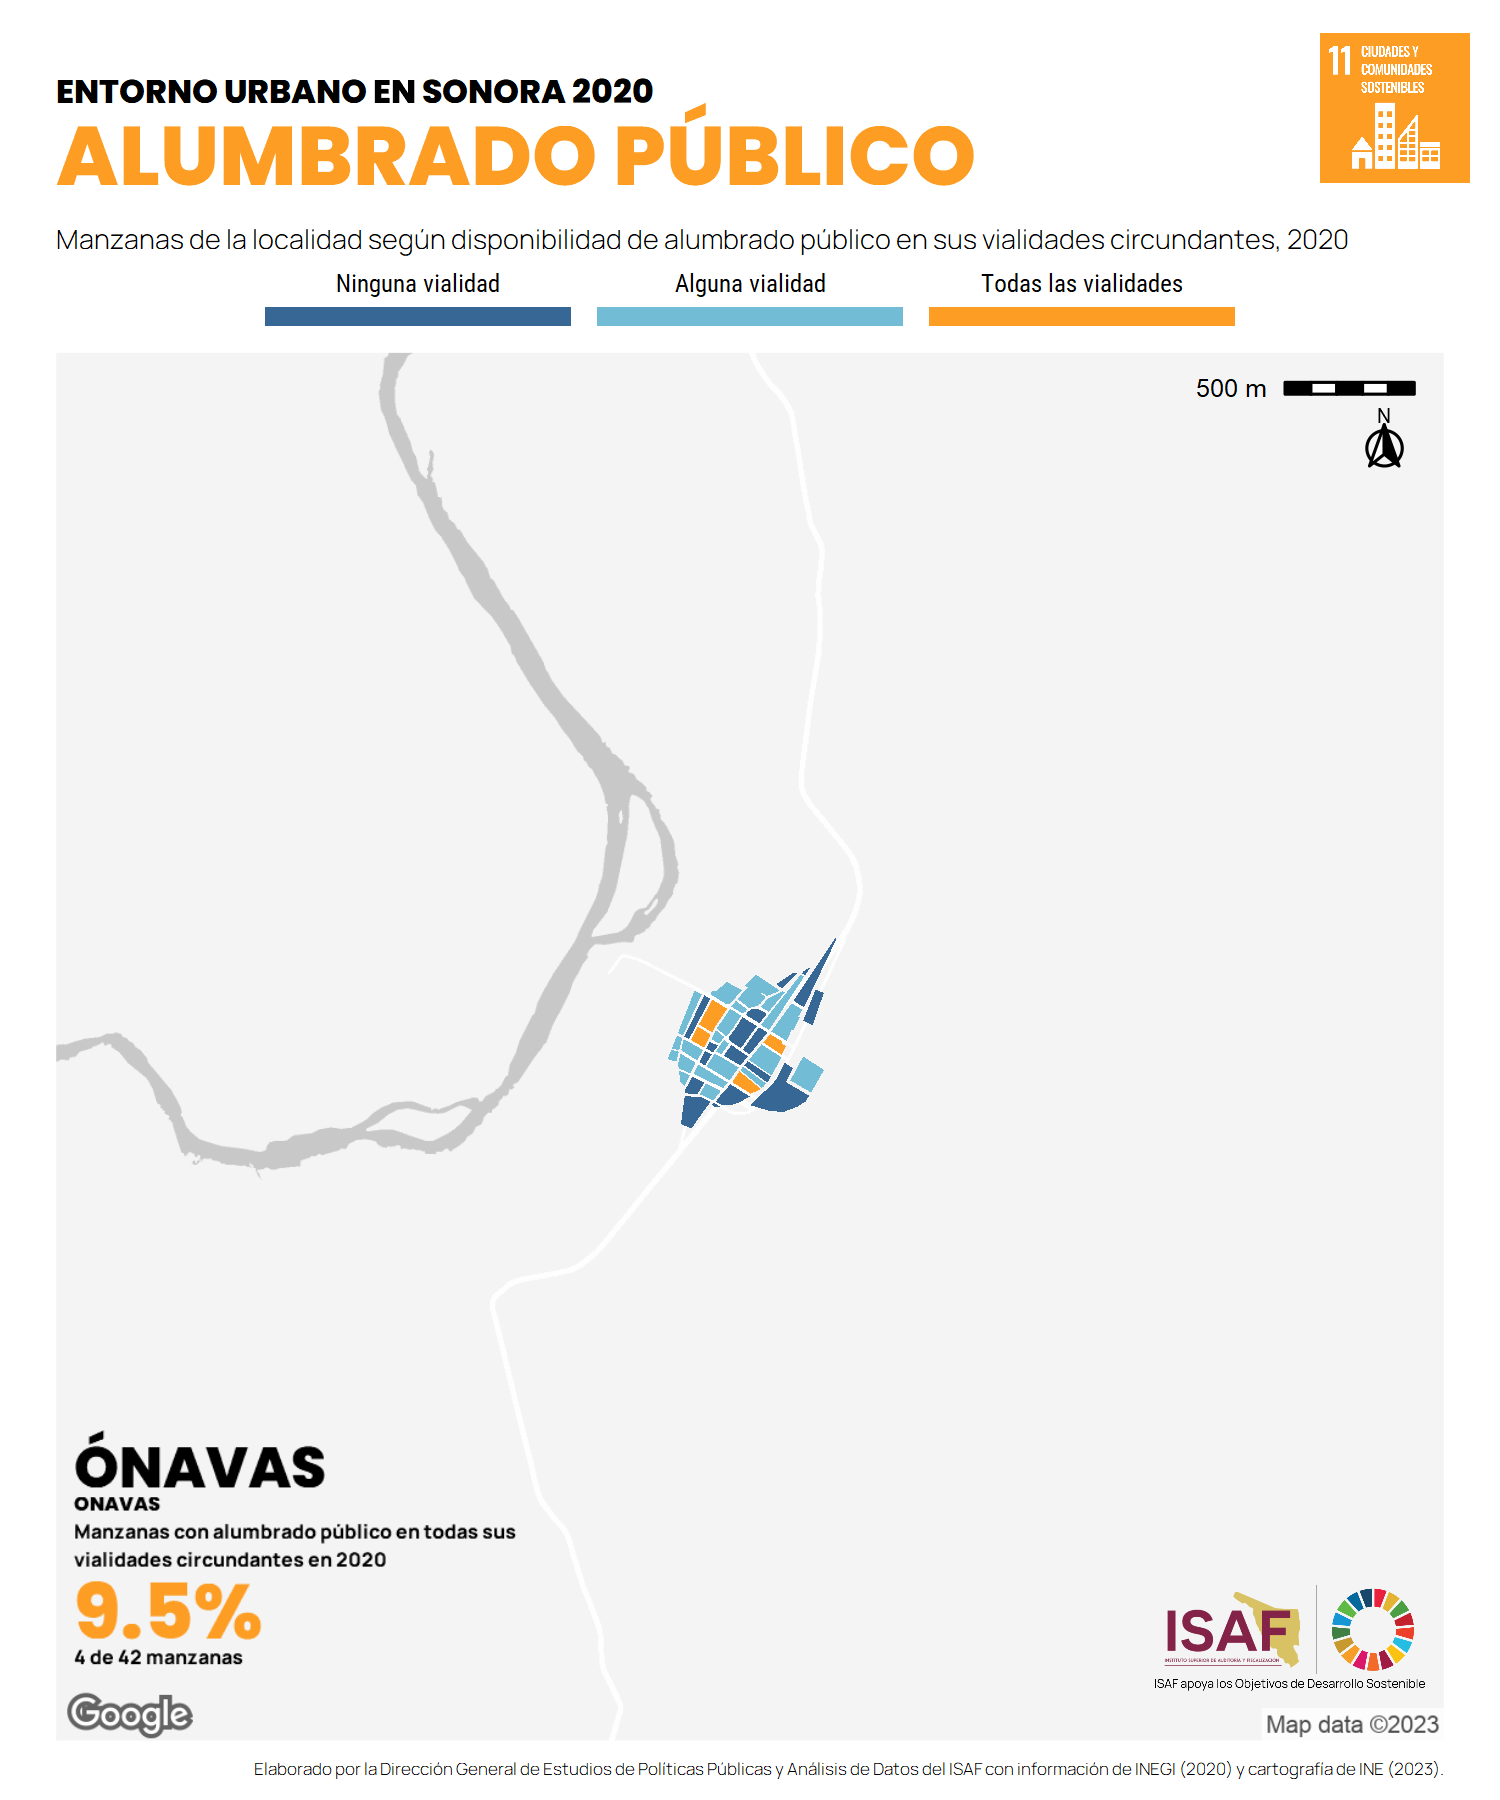 11 CIUDADES Y
COMUNIDADES
SOSTENIBLES
ENTORNO URBANO EN SONORA 2020
ALUMBRADO PÚBLICO
Manzanas de la localidad según disponibilidad de alumbrado público en sus vialidades circundantes, 2020
Ninguna vialidad Alguna vialidad Todas las vialidades
500 m
N
ÓNAVAS
ONAVAS
Manzanas con alumbrado público en todas sus
vialidades circundantes en 2020
9.5%
4 de 42 manzanas
ISAF
INSTITUTO SUPERIOR DE AUDITORÍA Y FISCALIZACIÓN
ISAF apoya los Objetivos de Desarrollo Sostenible
Google
Map data ©2023
Elaborado por la Dirección General de Estudios de Políticas Públicas y Análisis de Datos del ISAF con información de INEGI (2020) y cartografía de INE (2023).